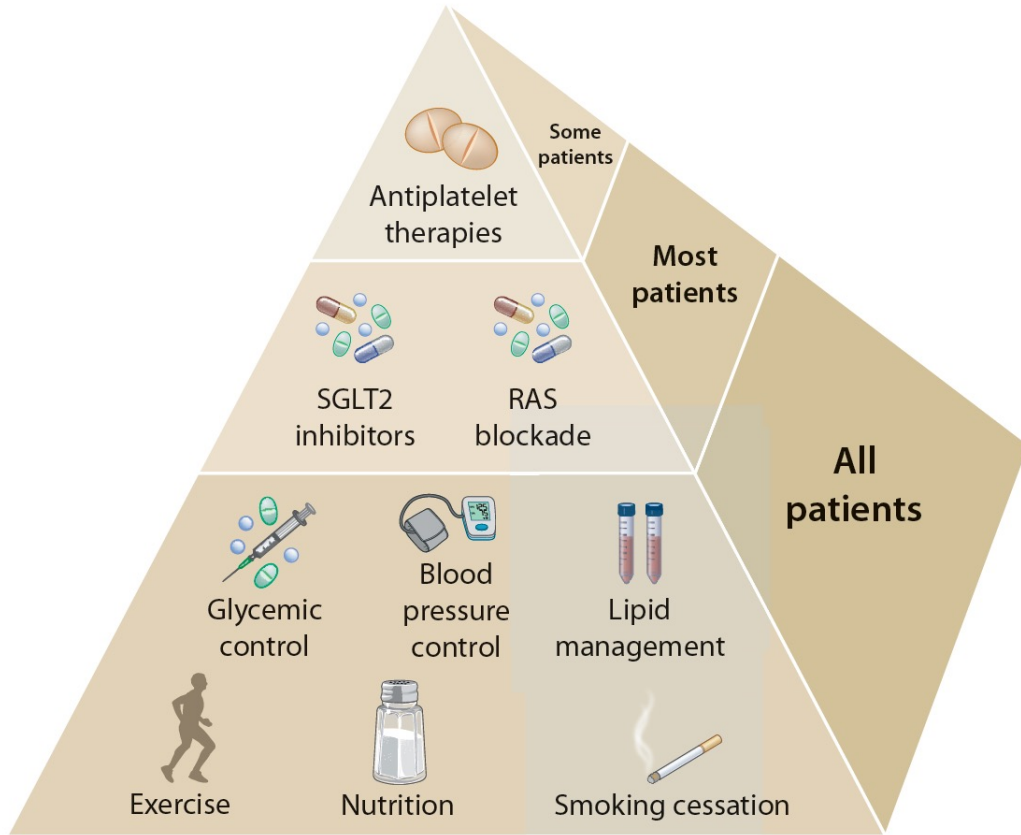 Antiplatelet
therapies
Some
patients
SGLT2
inhibitors
RAS
blockade
Most
patients
Glycemic
control
Blood
pressure
control
Lipid
management
All
patients
Exercise
Nutrition
Smoking cessation